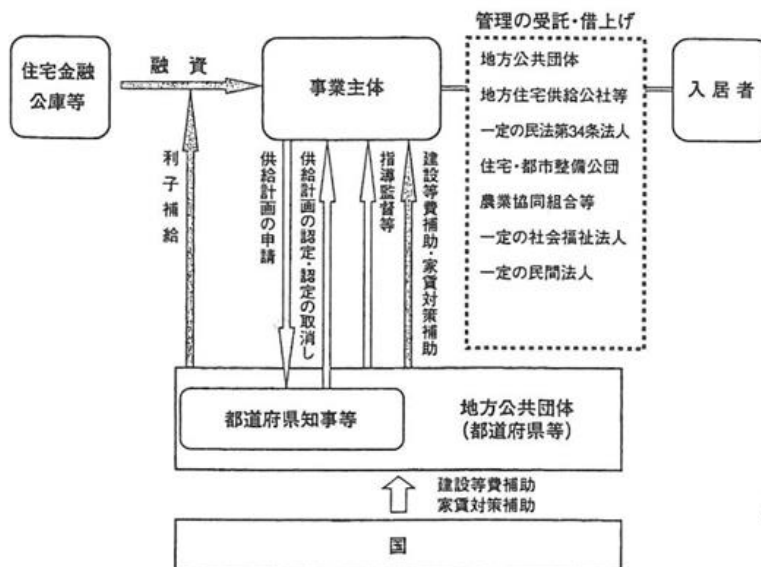 管理の受託・借上げ
住宅金融
公庫等
融資
事業主体
地方公共団体
地方住宅供給公社等
一定の民法第34条法人
住宅・都市整備公団
農業協同組合等
一定の社会福祉法人
一定の民間法人
入居者
利子補給
供給計画の申請
供給計画の認定・認定の取消し
指導監督等
建設等費補助・家賃対策補助
都道府県知事等
地方公共団体
(都道府県等)
建設等費補助
家賃対策補助
国